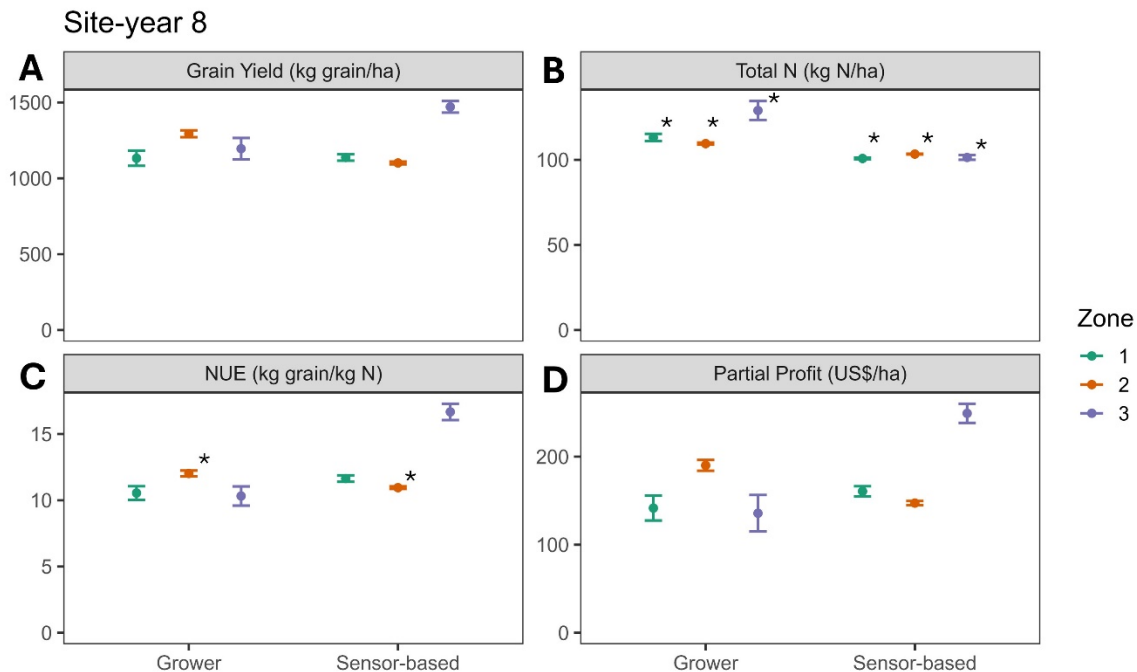 Site-year 8
A
Grain Yield (kg grain/ha)
1500
1000
500
0
B
Total N (kg N/ha)
100
50
0
* * *
* * *
C
NUE (kg grain/kg N)
15
10
5
0
* *
Grower Sensor-based
D
Partial Profit (US$/ha)
200
100
0
Grower Sensor-based
Zone
1
2
3